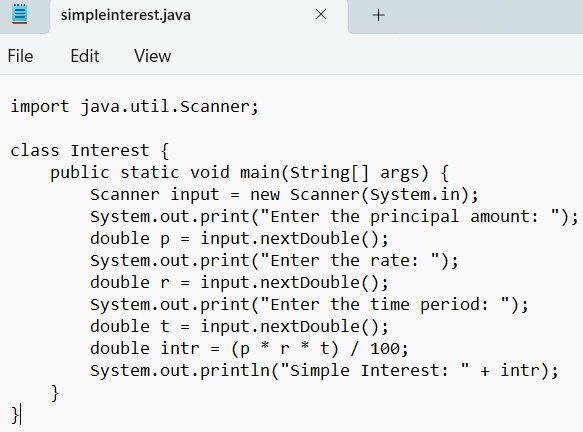 simpleinterest.java
File Edit View
import java.util.Scanner;
class Interest {
    public static void main(String[] args) {
        Scanner input = new Scanner(System.in);
        System.out.print("Enter the principal amount: ");
        double p = input.nextDouble();
        System.out.print("Enter the rate: ");
        double r = input.nextDouble();
        System.out.print("Enter the time period: ");
        double t = input.nextDouble();
        double intr = (p * r * t) / 100;
        System.out.println("Simple Interest: " + intr);
    }
}